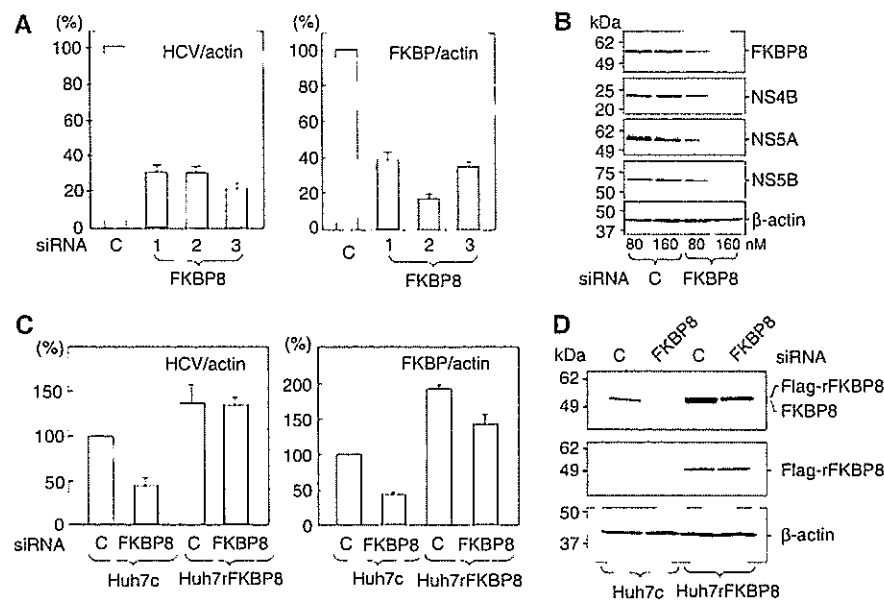 A
(%)
HCV/actin
100
80
60
40
20
0
siRNA C 1 2 3
FKBP8
(%)
FKBP/actin
100
80
60
40
20
0
C 1 2 3
FKBP8
B
kDa
62
49
FKBP8
25
20
NS4B
62
49
NS5A
75
50
NS5B
50
37
β-actin
80 160 80 160 nM
siRNA C FKBP8
C
(%)
HCV/actin
150
100
50
0
siRNA C FKBP8 C FKBP8
Huh7c Huh7rFKBP8
(%)
FKBP/actin
200
150
100
50
0
C FKBP8 C FKBP8
Huh7c Huh7rFKBP8
D
kDa C FKBP8 C FKBP8 siRNA
62
49
Flag-rFKBP8
FKBP8
62
49
Flag-rFKBP8
50
37
β-actin
Huh7c Huh7rFKBP8